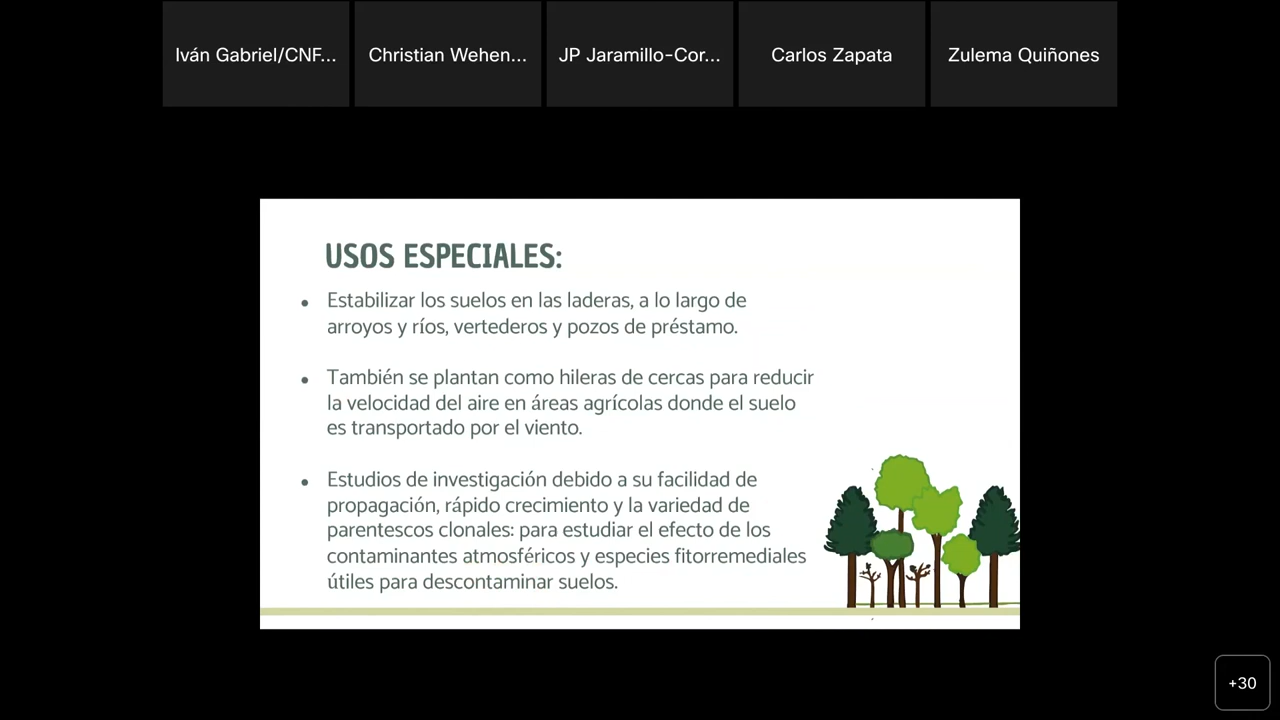 Iván Gabriel/CNF...
Christian Wehen...
JP Jaramillo-Cor...
Carlos Zapata
Zulema Quiñones
USOS ESPECIALES:
• Estabilizar los suelos en las laderas, a lo largo de
arroyos y ríos, vertederos y pozos de préstamo.
• También se plantan como hileras de cercas para reducir
la velocidad del aire en áreas agrícolas donde el suelo
es transportado por el viento.
• Estudios de investigación debido a su facilidad de
propagación, rápido crecimiento y la variedad de
parentescos clonales: para estudiar el efecto de los
contaminantes atmosféricos y especies fitorremediales
útiles para descontaminar suelos.
+30